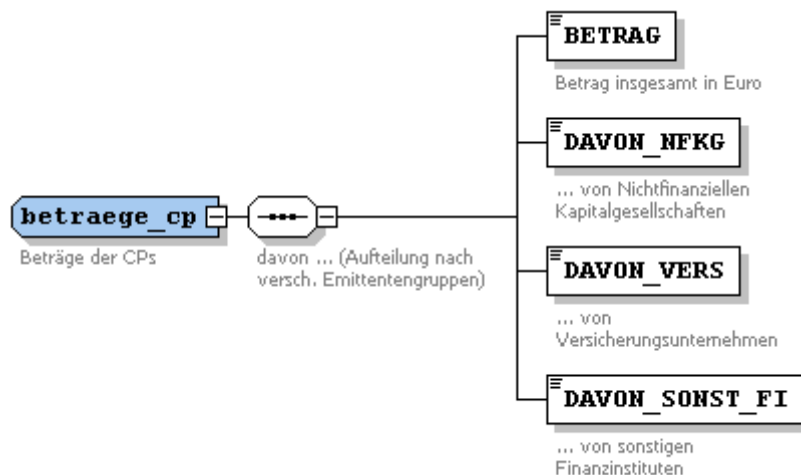 BETRAG
Betrag insgesamt in Euro
DAVON_NFKG
... von Nichtfinanziellen
Kapitalgesellschaften
betraege_cp
Beträge der CPs
davon ... (Aufteilung nach
versch. Emittentengruppen)
DAVON_VERS
... von
Versicherungsunternehmen
DAVON_SONST_FI
... von sonstigen
Finanzinstituten